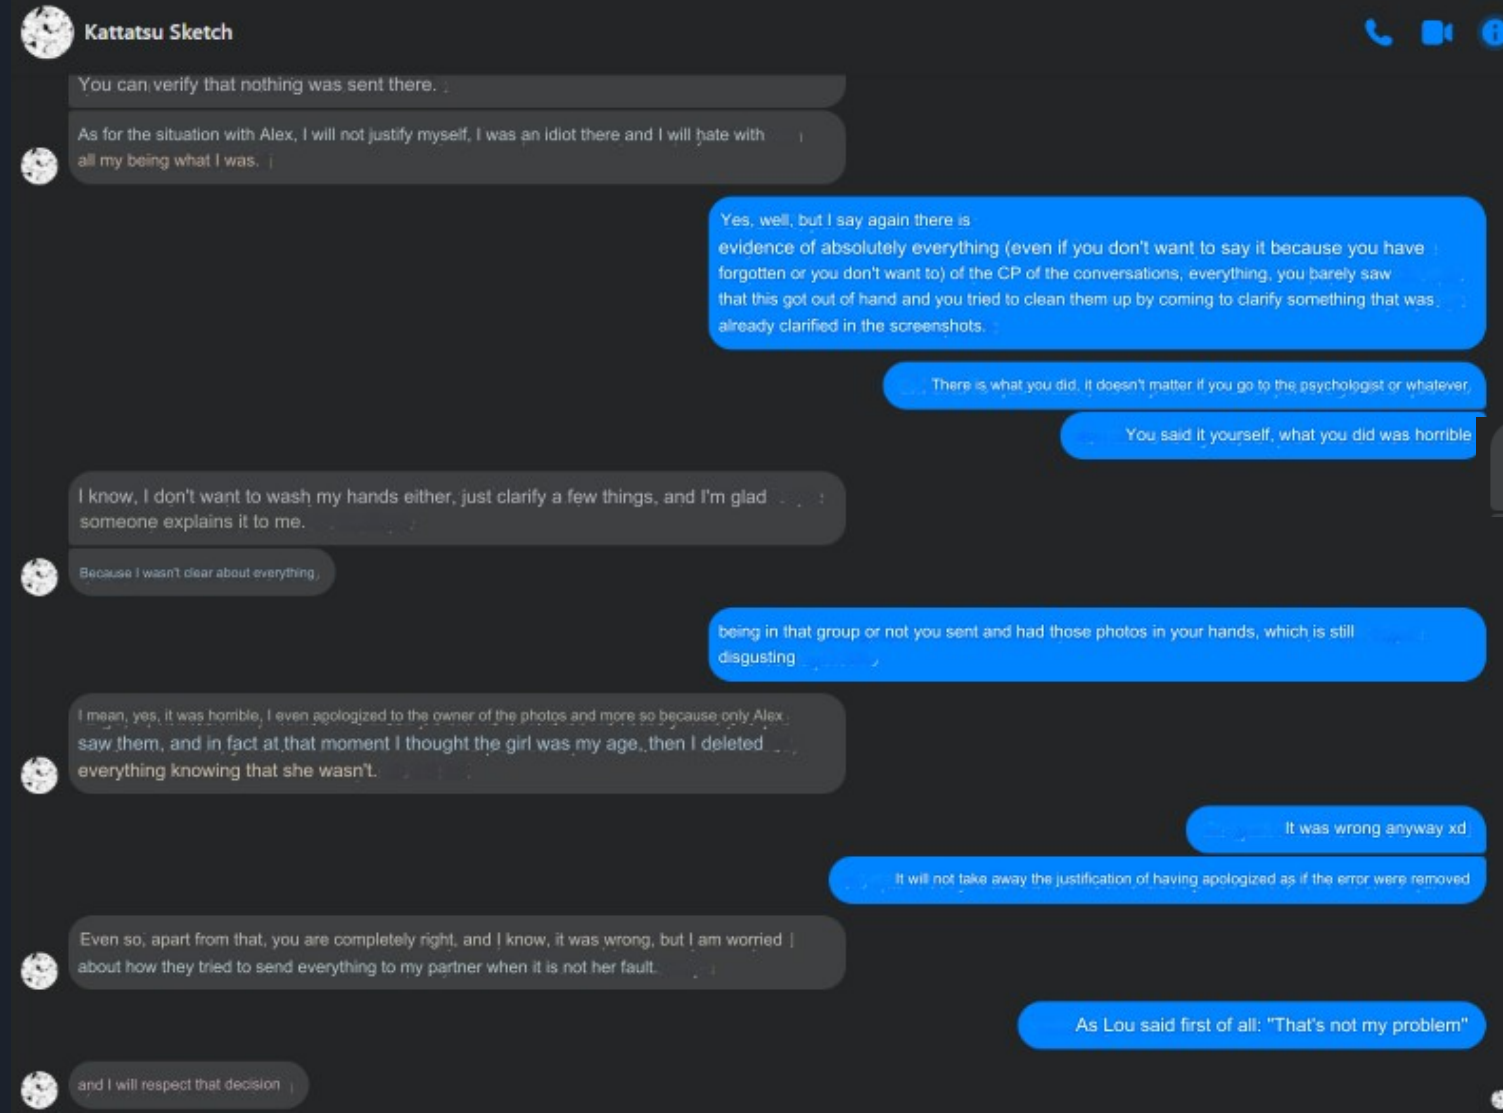 Kattatsu Sketch
You can verify that nothing was sent there.
As for the situation with Alex, I will not justify myself, I was an idiot there and I will hate with
all my being what I was.
Yes, well, but I say again there is
evidence of absolutely everything (even if you don't want to say it because you have
forgotten or you don't want to) of the CP of the conversations, everything, you barely saw
that this got out of hand and you tried to clean them up by coming to clarify something that was
already clarified in the screenshots.
There is what you did, it doesn't matter if you go to the psychologist or whatever,
You said it yourself, what you did was horrible
I know, I don't want to wash my hands either, just clarify a few things, and I'm glad
someone explains it to me.
Because I wasn't clear about everything,
being in that group or not you sent and had those photos in your hands, which is still
disgusting
I mean, yes, it was horrible, I even apologized to the owner of the photos and more so because only Alex
saw them, and in fact at that moment I thought the girl was my age, then I deleted
everything knowing that she wasn't.
It was wrong anyway xd
It will not take away the justification of having apologized as if the error were removed
Even so, apart from that, you are completely right, and I know, it was wrong, but I am worried
about how they tried to send everything to my partner when it is not her fault.
As Lou said first of all: "That's not my problem"
and I will respect that decision